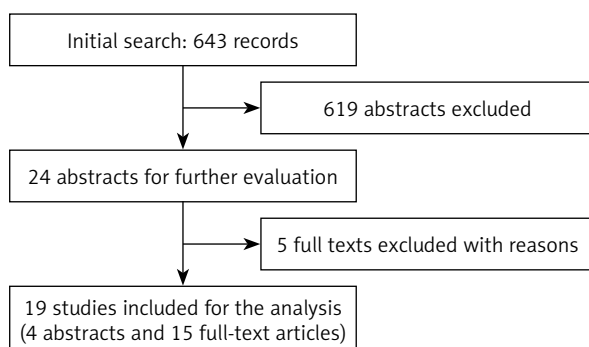 Initial search: 643 records
619 abstracts excluded
24 abstracts for further evaluation
5 full texts excluded with reasons
19 studies included for the analysis
(4 abstracts and 15 full-text articles)